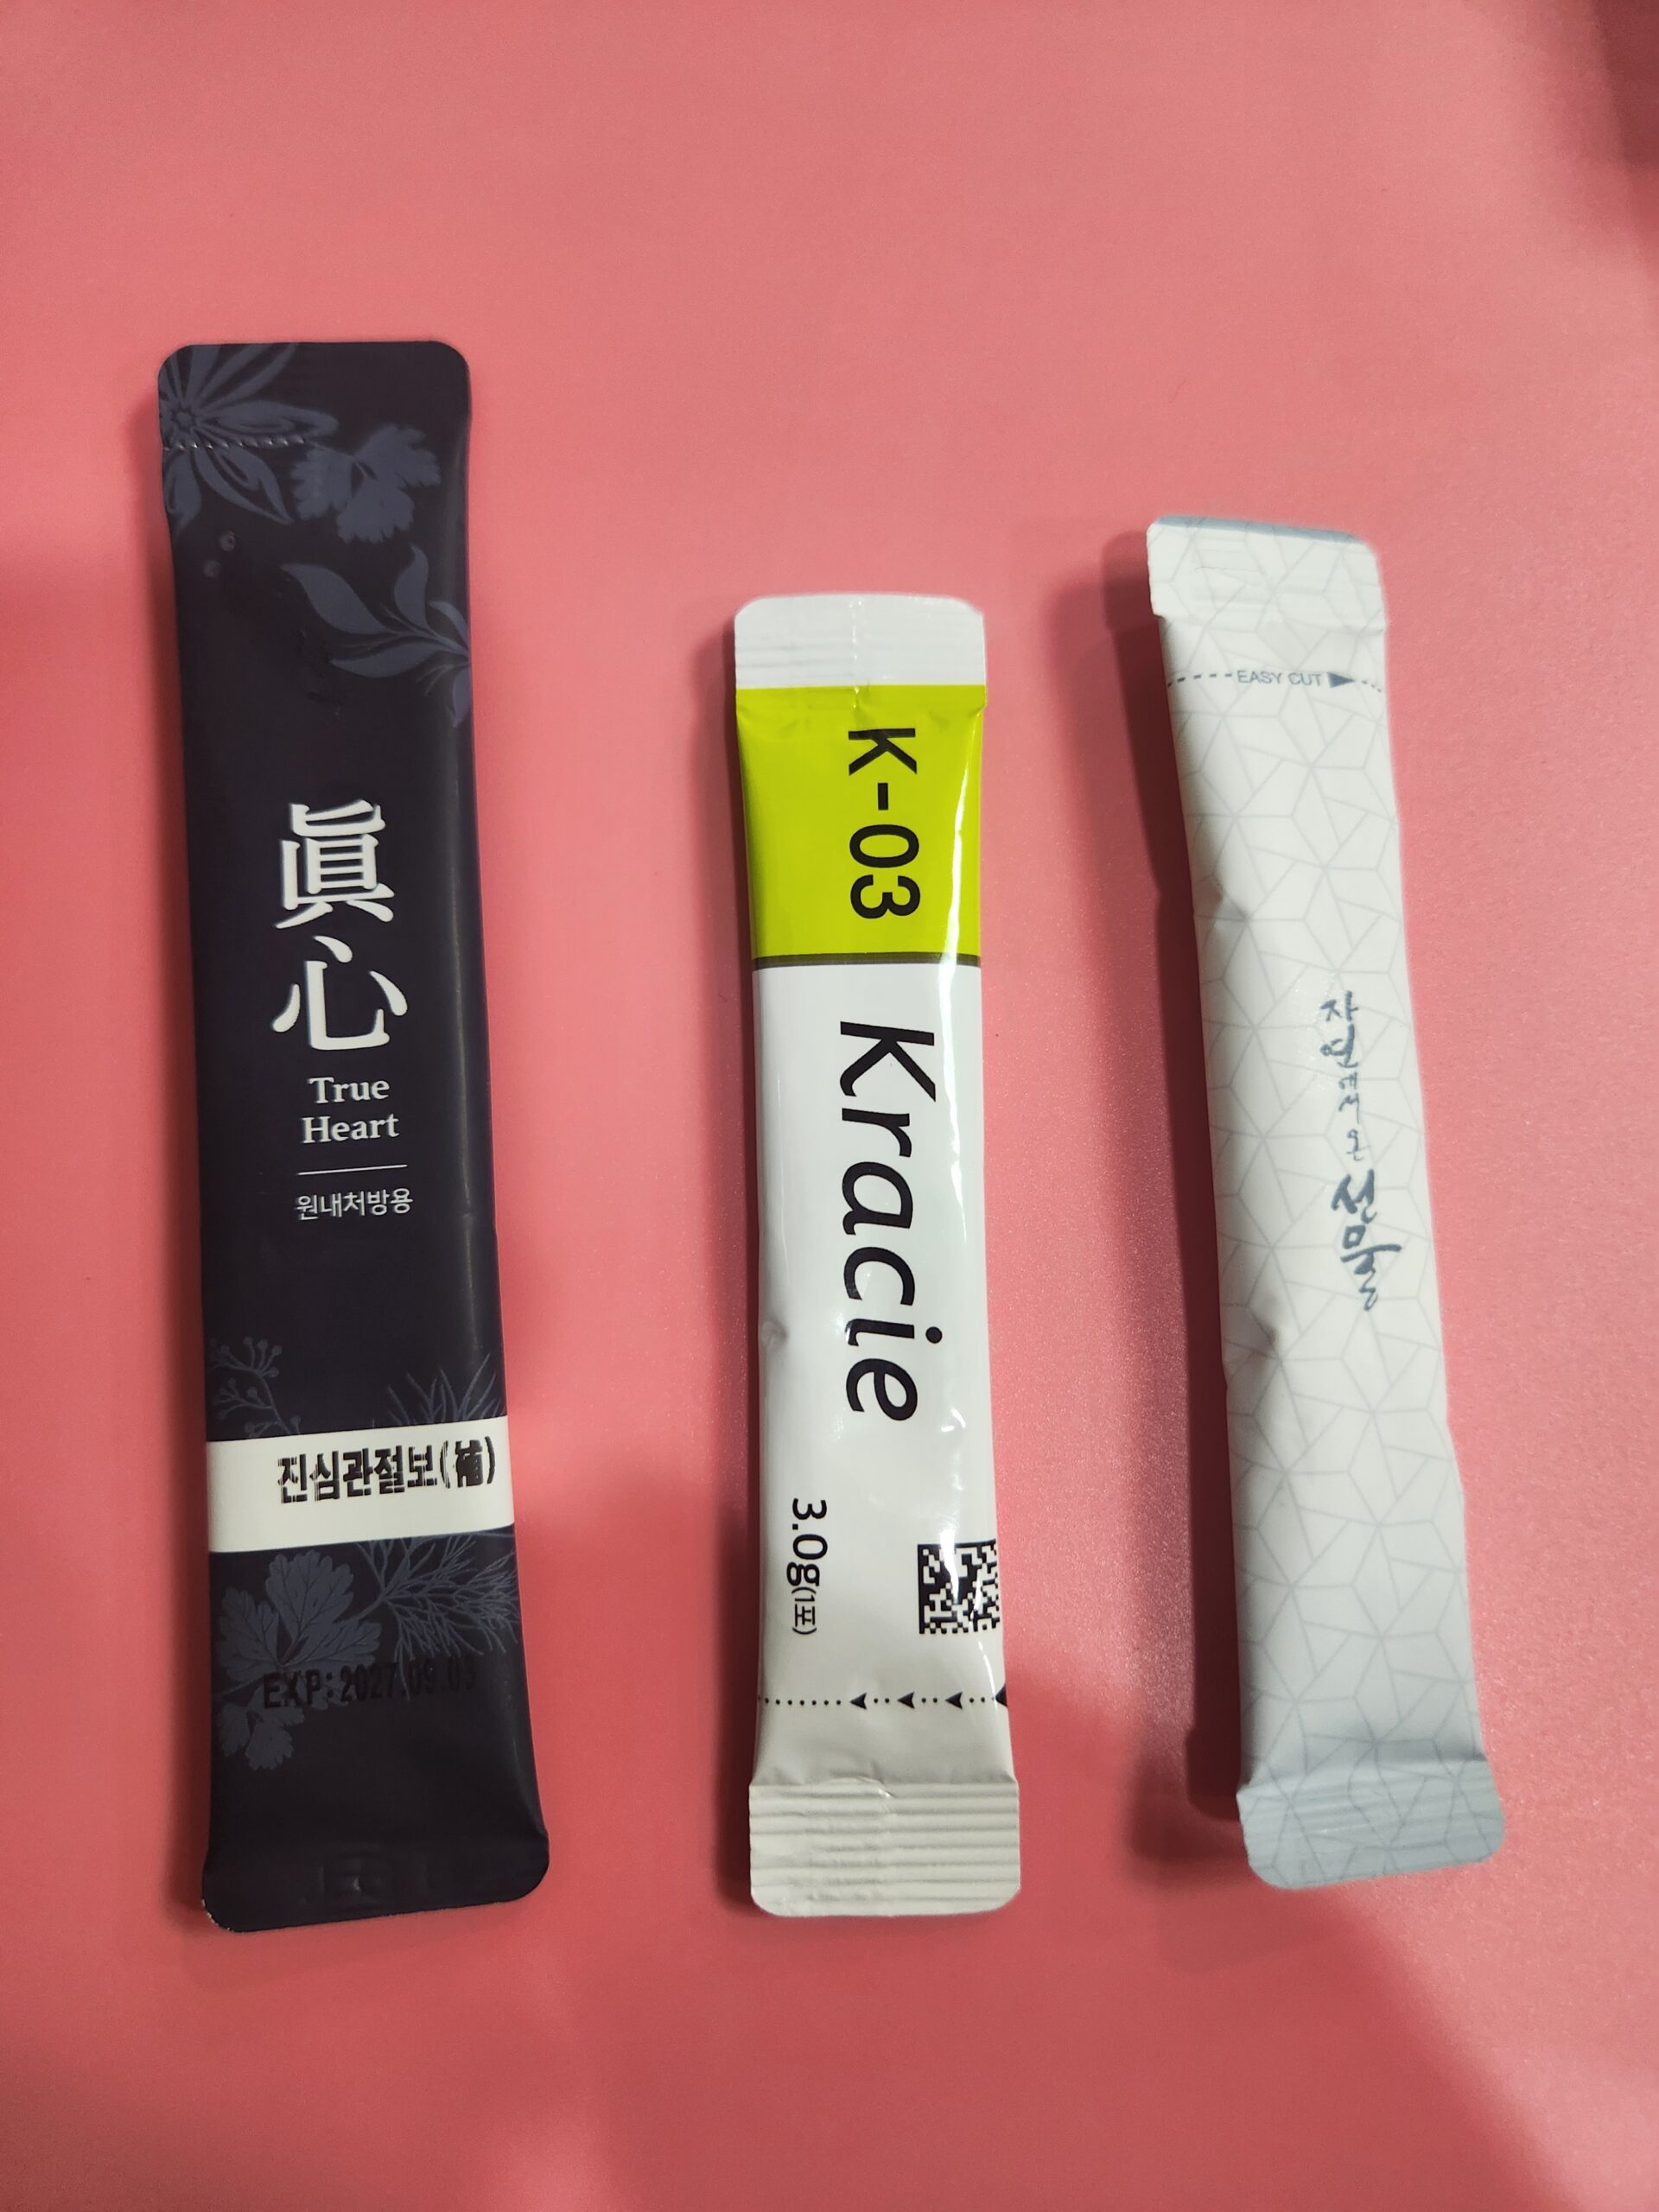 眞心
True
Heart
원내처방용
진심관절보(補)
EXP:2027.09.03
K-03
Kracie
3.0g(1포)
EASY CUT
자연에서 온 선물